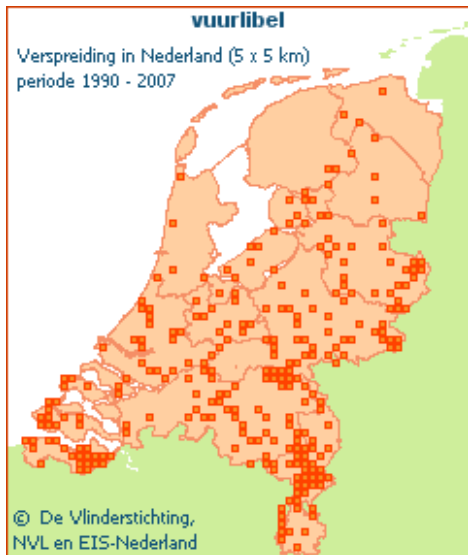 vuurlibel
Verspreiding in Nederland (5 x 5 km)
periode 1990 - 2007
© De Vlinderstichting,
NVL en EIS-Nederland